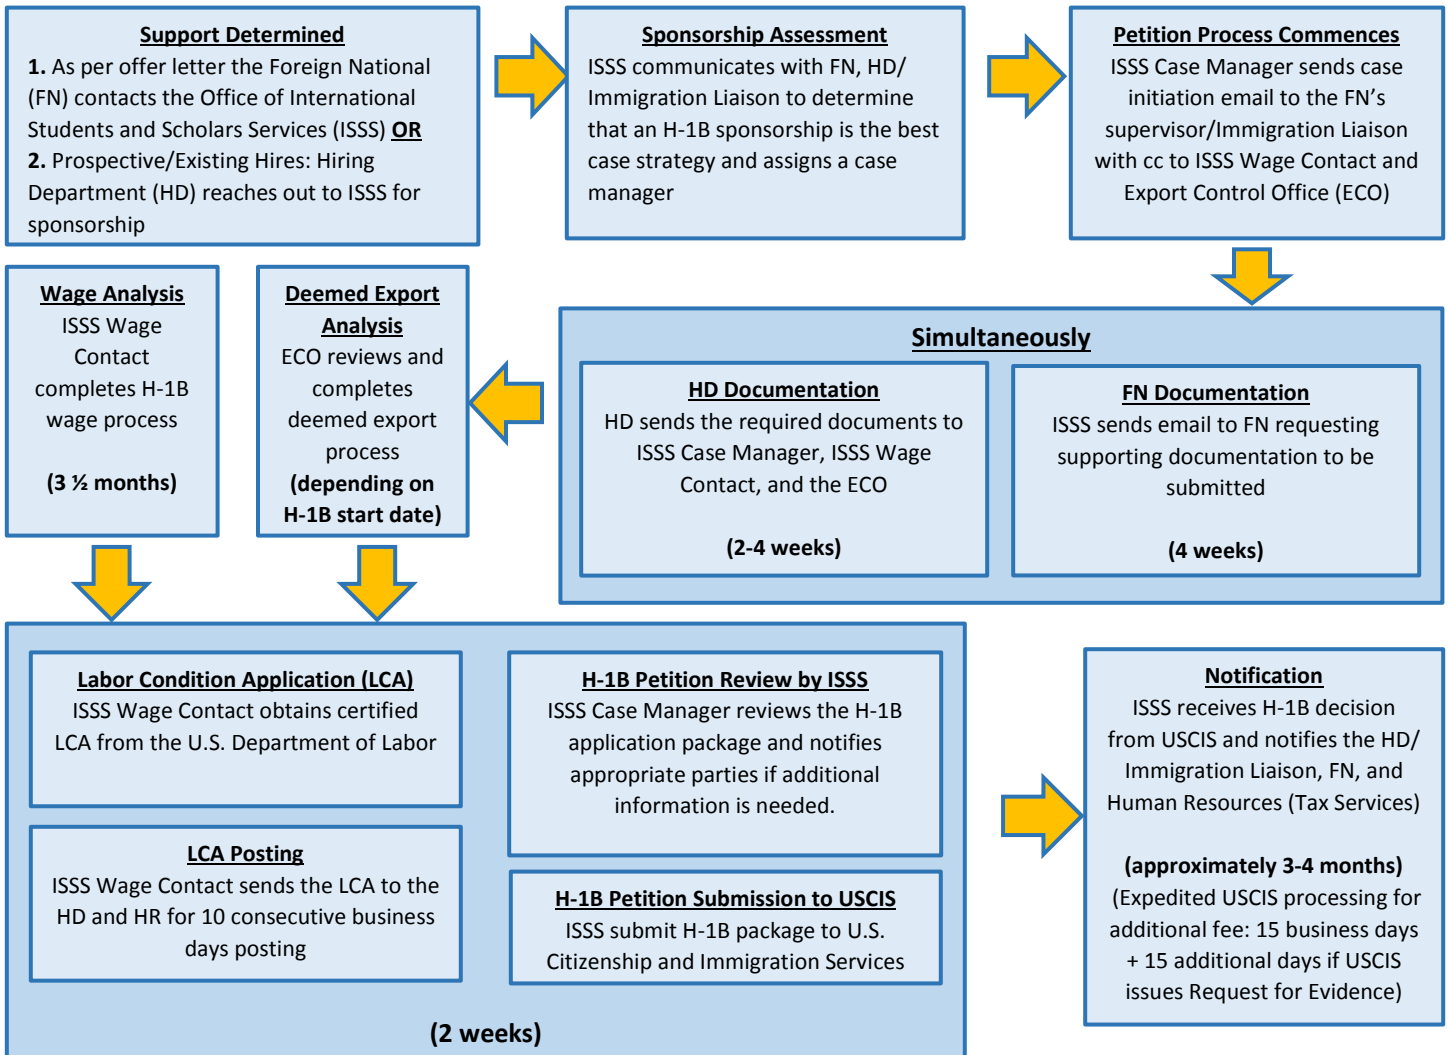 Support Determined
1. As per offer letter the Foreign National
(FN) contacts the Office of International
Students and Scholars Services (ISSS) OR
2. Prospective/Existing Hires: Hiring
Department (HD) reaches out to ISSS for
sponsorship
Sponsorship Assessment
ISSS communicates with FN, HD/
Immigration Liaison to determine
that an H-1B sponsorship is the best
case strategy and assigns a case
manager
Petition Process Commences
ISSS Case Manager sends case
initiation email to the FN's
supervisor/Immigration Liaison
with cc to ISSS Wage Contact and
Export Control Office (ECO)
Simultaneously
HD Documentation
HD sends the required documents to
ISSS Case Manager, ISSS Wage
Contact, and the ECO
(2-4 weeks)
FN Documentation
ISSS sends email to FN requesting
supporting documentation to be
submitted
(4 weeks)
Wage Analysis
ISSS Wage
Contact
completes H-1B
wage process
(3 ½ months)
Deemed Export
Analysis
ECO reviews and
completes
deemed export
process
(depending on
H-1B start date)
Labor Condition Application (LCA)
ISSS Wage Contact obtains certified
LCA from the U.S. Department of Labor
LCA Posting
ISSS Wage Contact sends the LCA to the
HD and HR for 10 consecutive business
days posting
H-1B Petition Review by ISSS
ISSS Case Manager reviews the H-1B
application package and notifies
appropriate parties if additional
information is needed.
H-1B Petition Submission to USCIS
ISSS submit H-1B package to U.S.
Citizenship and Immigration Services
(2 weeks)
Notification
ISSS receives H-1B decision
from USCIS and notifies the HD/
Immigration Liaison, FN, and
Human Resources (Tax Services)
(approximately 3-4 months)
(Expedited USCIS processing for
additional fee: 15 business days
+ 15 additional days if USCIS
issues Request for Evidence)